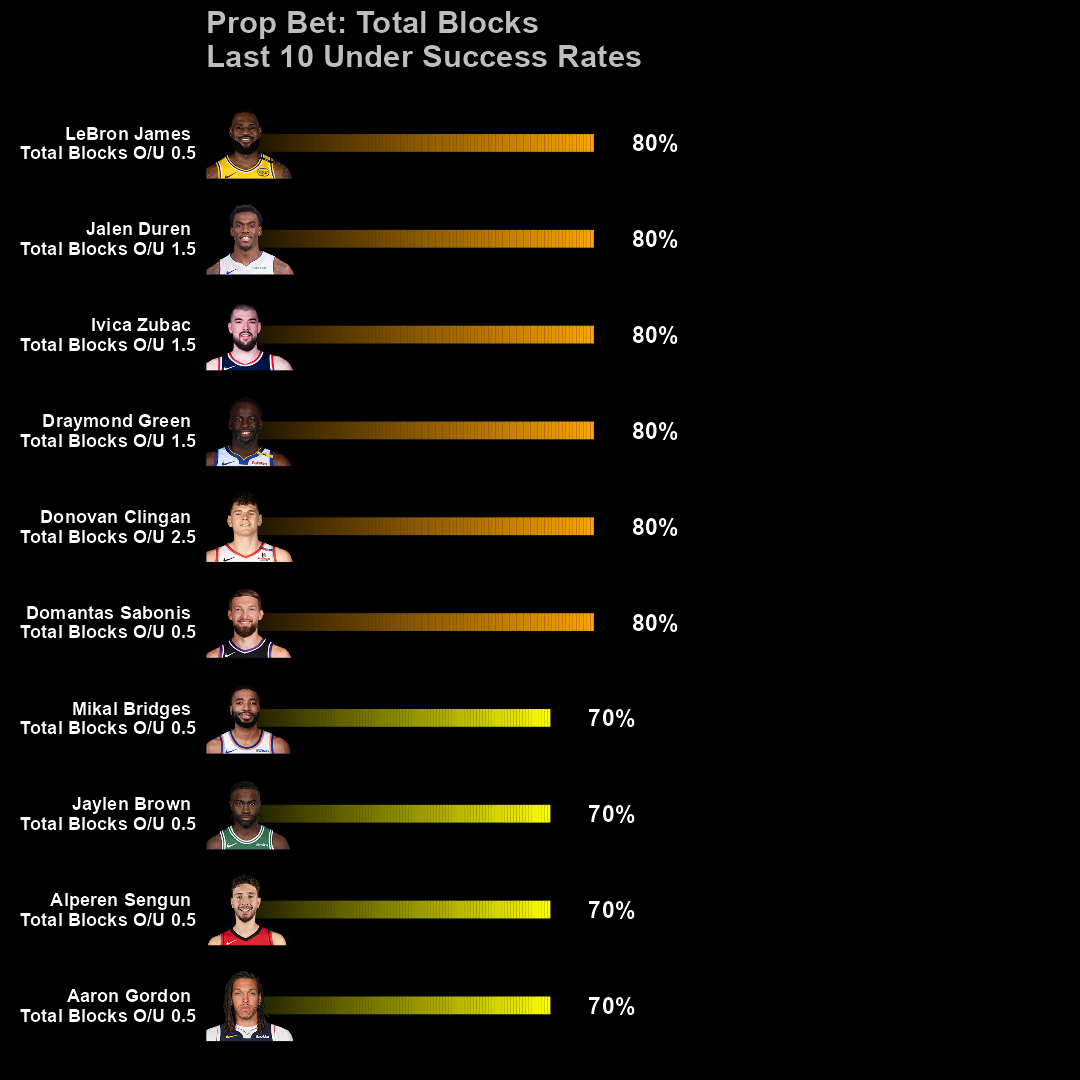 Prop Bet: Total Blocks
Last 10 Under Success Rates
LeBron James
Total Blocks O/U 0.5
80%
Jalen Duren
Total Blocks O/U 1.5
80%
Ivica Zubac
Total Blocks O/U 1.5
80%
Draymond Green
Total Blocks O/U 1.5
80%
Donovan Clingan
Total Blocks O/U 2.5
80%
Domantas Sabonis
Total Blocks O/U 0.5
80%
Mikal Bridges
Total Blocks O/U 0.5
70%
Jaylen Brown
Total Blocks O/U 0.5
70%
Alperen Sengun
Total Blocks O/U 0.5
70%
Aaron Gordon
Total Blocks O/U 0.5
70%